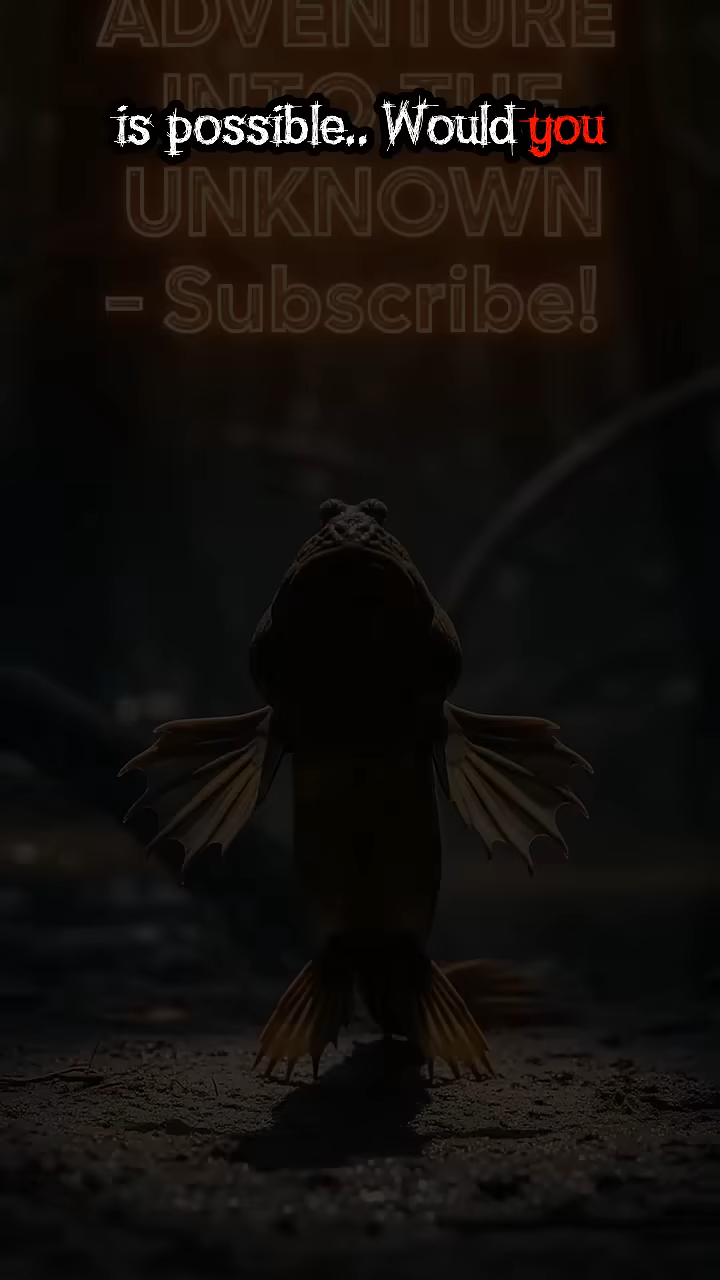 ADVENTURE
INTO THE
is possible.. Would you
UNKNOWN
- Subscribe!